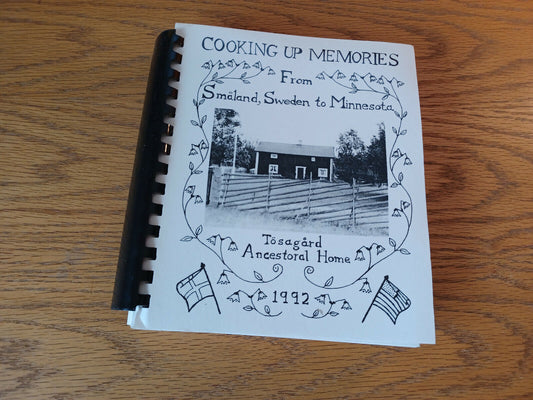 COOKING UP MEMORIES
From
Småland, Sweden to Minnesota
Tösagård
Ancestoral Home
1992